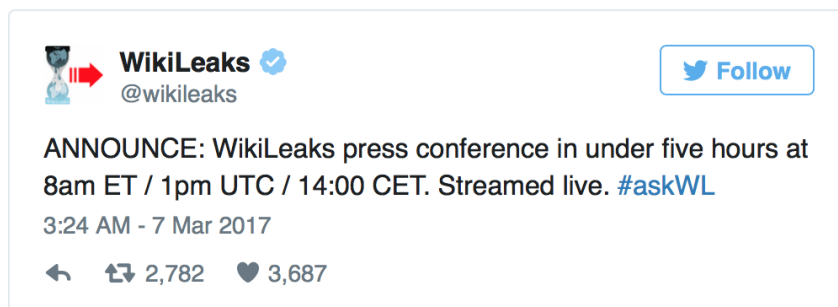 WikiLeaks
@wikileaks
Follow
ANNOUNCE: WikiLeaks press conference in under five hours at
8am ET / 1pm UTC / 14:00 CET. Streamed live. #askWL
3:24 AM - 7 Mar 2017
2,782 3,687